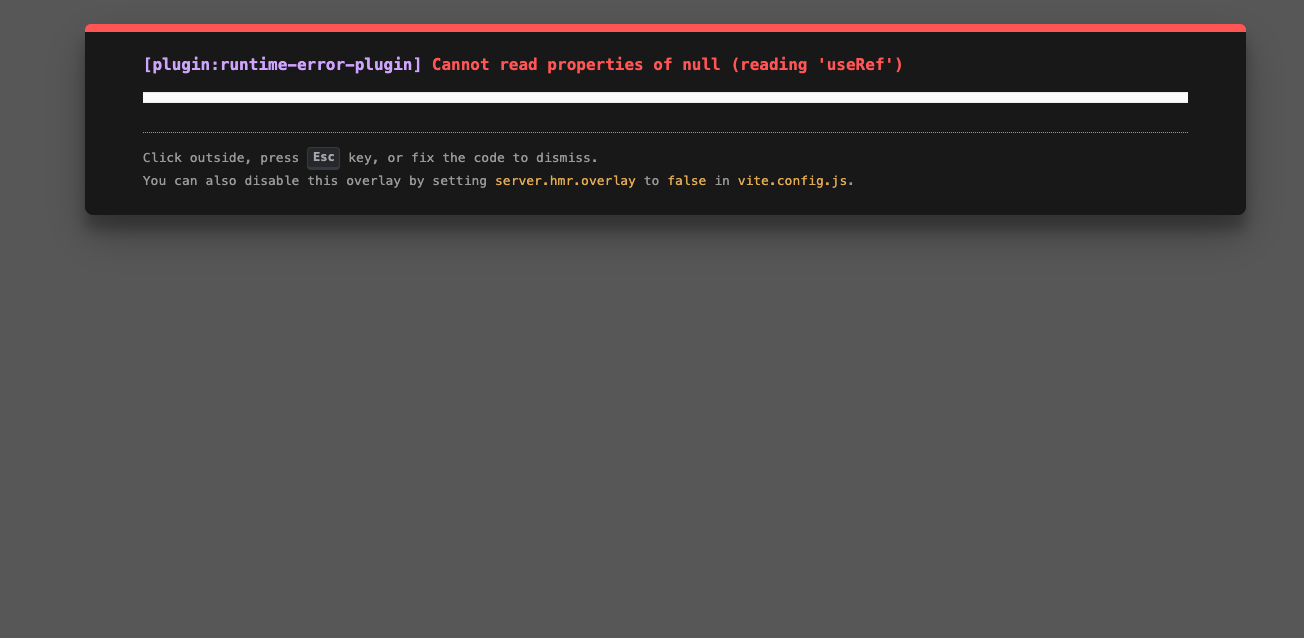 [plugin:runtime-error-plugin] Cannot read properties of null (reading 'useRef')
Click outside, press Esc key, or fix the code to dismiss.
You can also disable this overlay by setting server.hmr.overlay to false in vite.config.js.